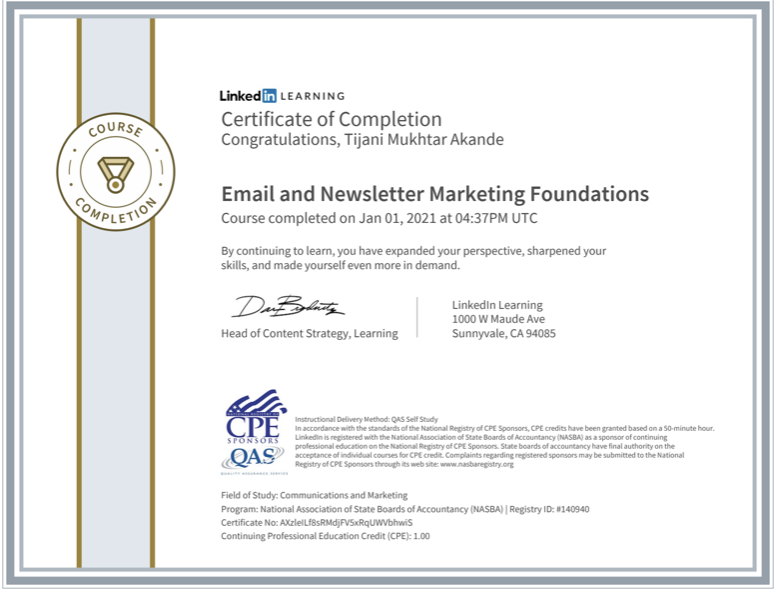 LinkedIn LEARNING
Certificate of Completion
Congratulations, Tijani Mukhtar Akande
COURSE
COMPLETION
Email and Newsletter Marketing Foundations
Course completed on Jan 01, 2021 at 04:37PM UTC
By continuing to learn, you have expanded your perspective, sharpened your
skills, and made yourself even more in demand.
Head of Content Strategy, Learning
LinkedIn Learning
1000 W Maude Ave
Sunnyvale, CA 94085
CPE
SPONSORS
QAS
QUALITY ASSURANCE SERVICE
Instructional Delivery Method: QAS Self Study
In accordance with the standards of the National Registry of CPE Sponsors, CPE credits have been granted based on a 50-minute hour.
LinkedIn is registered with the National Association of State Boards of Accountancy (NASBA) as a sponsor of continuing
professional education on the National Registry of CPE Sponsors. State boards of accountancy have final authority on the
acceptance of individual courses for CPE credit. Complaints regarding registered sponsors may be submitted to the National
Registry of CPE Sponsors through its web site: www.nasbaregistry.org
Field of Study: Communications and Marketing
Program: National Association of State Boards of Accountancy (NASBA) | Registry ID: #140940
Certificate No: AXzleILf8sRMdjFV5xRqUWVbhwiS
Continuing Professional Education Credit (CPE): 1.00